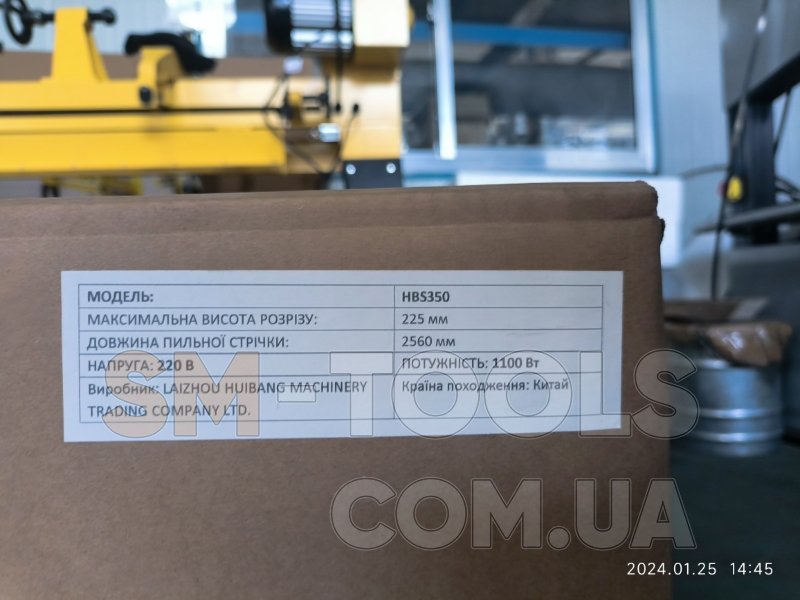 МОДЕЛЬ: HBS350
МАКСИМАЛЬНА ВИСОТА РОЗРІЗУ: 225 мм
ДОВЖИНА ПИЛЬНОЇ СТРІЧКИ: 2560 мм
НАПРУГА: 220 В ПОТУЖНІСТЬ: 1100 Вт
Виробник: LAIZHOU HUIBANG MACHINERY Країна походження: Китай
TRADING COMPANY LTD.
SM-TOOLS
COM.UA
2024.01.25 14:45